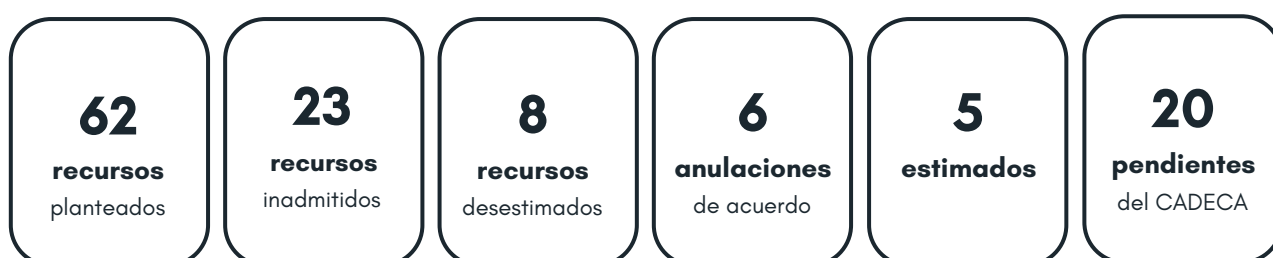 62
recursos
planteados
23
recursos
inadmitidos
8
recursos
desestimados
6
anulaciones
de acuerdo
5
estimados
20
pendientes
del CADECA